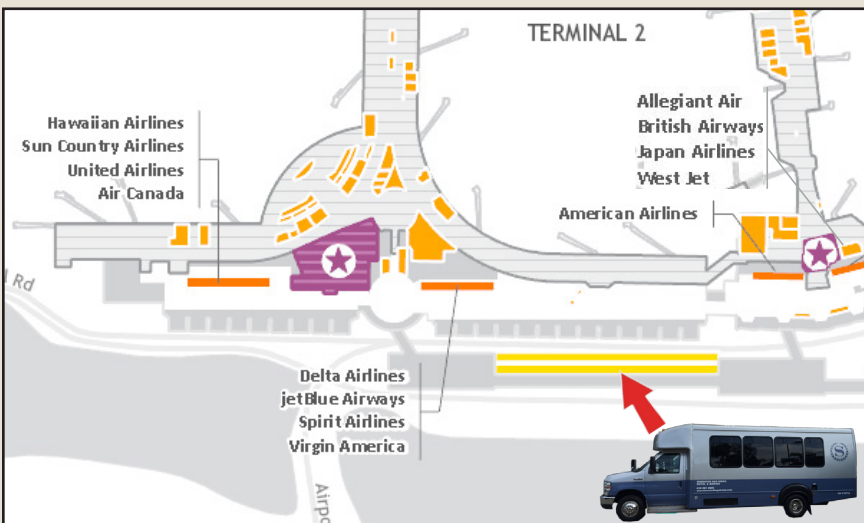 TERMINAL 2
Hawaiian Airlines
Sun Country Airlines
United Airlines
Air Canada
Allegiant Air
British Airways
Japan Airlines
West Jet
American Airlines
Rd
Delta Airlines
jetBlue Airways
Spirit Airlines
Virgin America
S